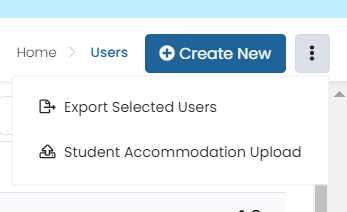 Home > Users Create New
Export Selected Users
Student Accommodation Upload